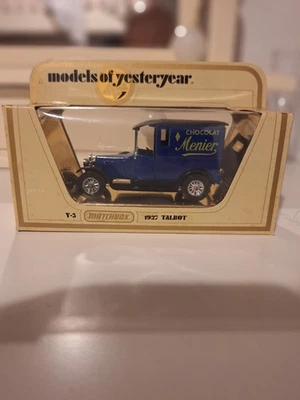 models of yesteryear®
CHOCOLAT
Menier
Y-5
MATCHBOX
1927 TALBOT